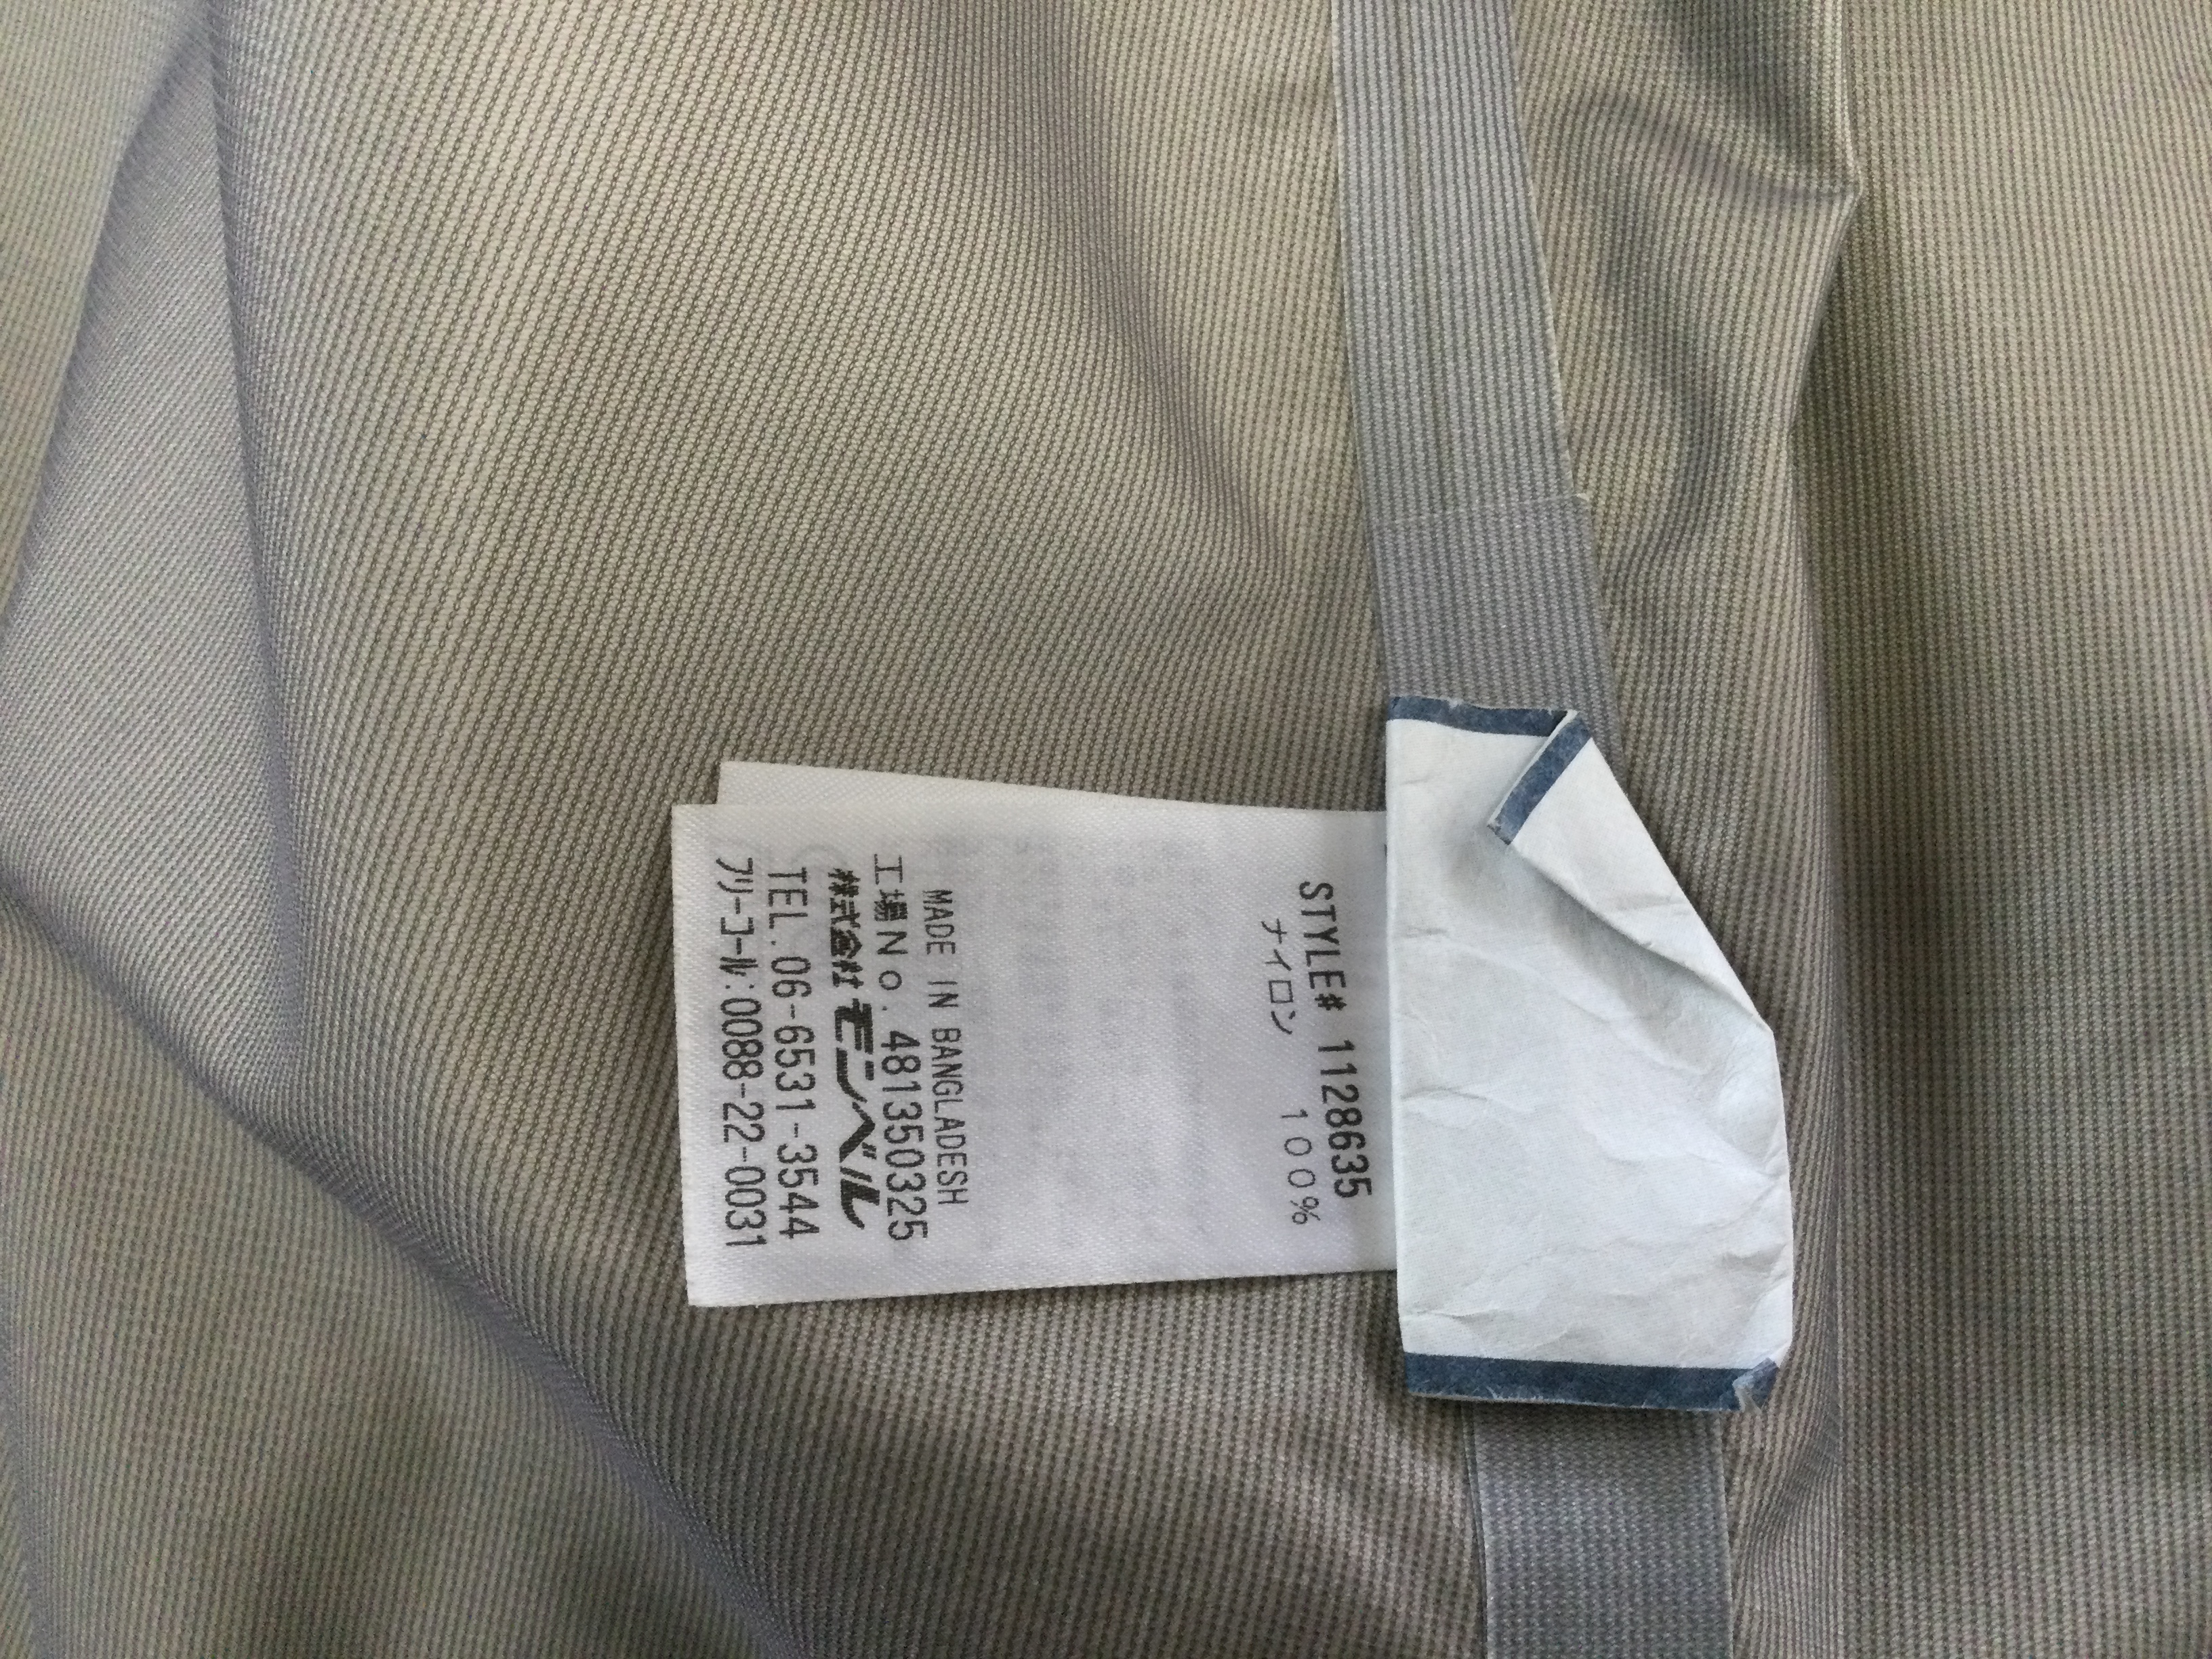 STYLE# 1128635
ナイロン 100%
MADE IN BANGLADESH
工場No. 4813350325
株式会社モンベル
TEL.06-6531-3544
フリーコール:0088-22-0031